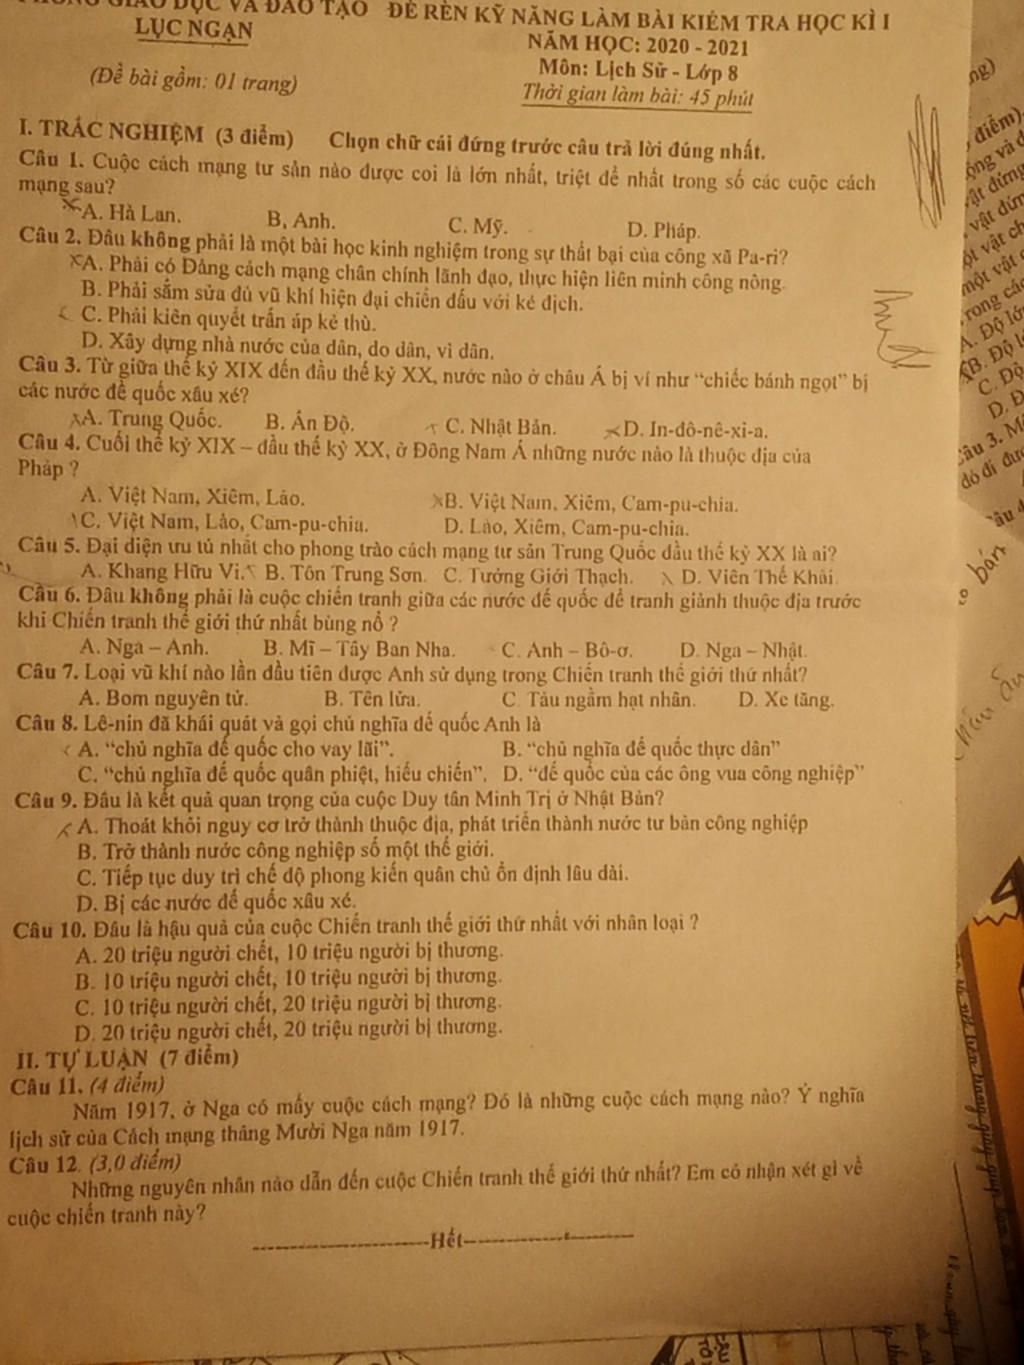 GIÁO DỤC VÀ ĐÀO TẠO ĐỀ RÈN KỸ NĂNG LÀM BÀI KIỂM TRA HỌC KÌ I
LỤC NGẠN
NĂM HỌC: 2020 - 2021
Môn: Lịch Sử - Lớp 8
(Đề bài gồm: 01 trang)
Thời gian làm bài: 45 phút
I. TRẮC NGHIỆM (3 điểm) Chọn chữ cái đứng trước câu trả lời đúng nhất.
Câu 1. Cuộc cách mạng tư sản nào được coi là lớn nhất, triệt để nhất trong số các cuộc cách
mạng sau?
A. Hà Lan. B, Anh. C. Mỹ. D. Pháp.
Câu 2. Đâu không phải là một bài học kinh nghiệm trong sự thất bại của công xã Pa-ri?
A. Phải có Đảng cách mạng chân chính lãnh đạo, thực hiện liên minh công nông.
B. Phải sắm sửa đủ vũ khí hiện đại chiến đấu với kẻ địch.
C. Phải kiên quyết trấn áp kẻ thù.
D. Xây dựng nhà nước của dân, do dân, vì dân.
Câu 3. Từ giữa thế kỷ XIX đến đầu thế kỷ XX, nước nào ở châu Á bị ví như “chiếc bánh ngọt” bị
các nước đế quốc xâu xé?
A. Trung Quốc. B. Ấn Độ. C. Nhật Bản. D. In-đô-nê-xi-a.
Câu 4. Cuối thế kỷ XIX – đầu thế kỷ XX, ở Đông Nam Á những nước nào là thuộc địa của
Pháp ?
A. Việt Nam, Xiêm, Lào. B. Việt Nam, Xiêm, Cam-pu-chia.
C. Việt Nam, Lào, Cam-pu-chia. D. Lào, Xiêm, Cam-pu-chia.
Câu 5. Đại diện ưu tú nhất cho phong trào cách mạng tư sản Trung Quốc đầu thế kỷ XX là ai?
A. Khang Hữu Vi. B. Tôn Trung Sơn. C. Tưởng Giới Thạch. D. Viên Thế Khải.
Câu 6. Đâu không phải là cuộc chiến tranh giữa các nước đế quốc để tranh giành thuộc địa trước
khi Chiến tranh thế giới thứ nhất bùng nổ ?
A. Nga – Anh. B. Mĩ – Tây Ban Nha. C. Anh – Bô-ơ. D. Nga – Nhật.
Câu 7. Loại vũ khí nào lần đầu tiên được Anh sử dụng trong Chiến tranh thế giới thứ nhất?
A. Bom nguyên tử. B. Tên lửa. C. Tàu ngầm hạt nhân. D. Xe tăng.
Câu 8. Lê-nin đã khái quát và gọi chủ nghĩa đế quốc Anh là
A. “chủ nghĩa đế quốc cho vay lãi”. B. “chủ nghĩa đế quốc thực dân”
C. “chủ nghĩa đế quốc quân phiệt, hiếu chiến”. D. “đế quốc của các ông vua công nghiệp”
Câu 9. Đâu là kết quả quan trọng của cuộc Duy tân Minh Trị ở Nhật Bản?
A. Thoát khỏi nguy cơ trở thành thuộc địa, phát triển thành nước tư bản công nghiệp
B. Trở thành nước công nghiệp số một thế giới.
C. Tiếp tục duy trì chế độ phong kiến quân chủ ổn định lâu dài.
D. Bị các nước đế quốc xâu xé.
Câu 10. Đâu là hậu quả của cuộc Chiến tranh thế giới thứ nhất với nhân loại ?
A. 20 triệu người chết, 10 triệu người bị thương.
B. 10 triệu người chết, 10 triệu người bị thương.
C. 10 triệu người chết, 20 triệu người bị thương.
D. 20 triệu người chết, 20 triệu người bị thương.
II. TỰ LUẬN (7 điểm)
Câu 11. (4 điểm)
Năm 1917, ở Nga có mấy cuộc cách mạng? Đó là những cuộc cách mạng nào? Ý nghĩa
lịch sử của Cách mạng tháng Mười Nga năm 1917.
Câu 12. (3,0 điểm)
Những nguyên nhân nào dẫn đến cuộc Chiến tranh thế giới thứ nhất? Em có nhận xét gì về
cuộc chiến tranh này?
Hết